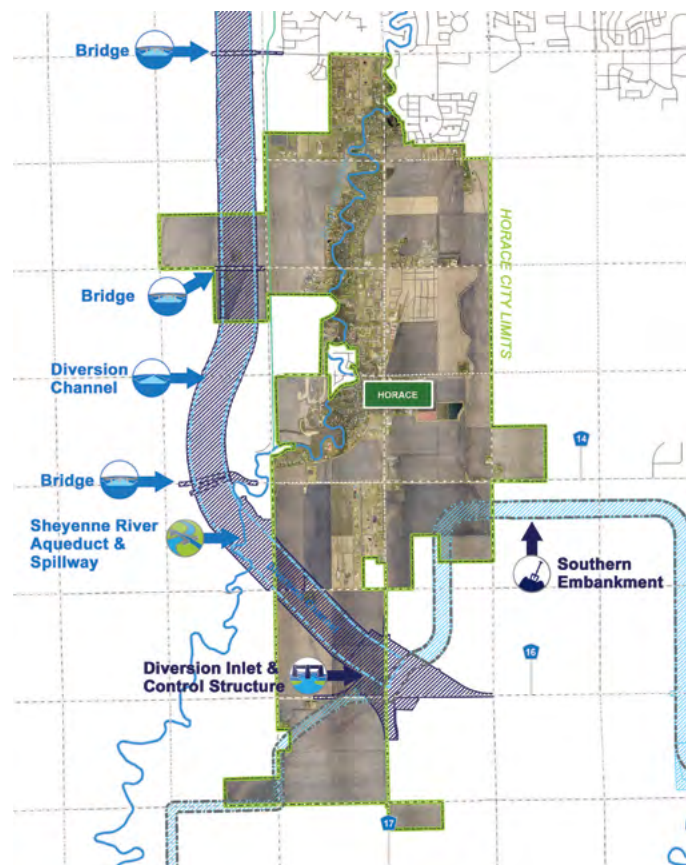 Bridge
HORACE CITY LIMITS
Bridge
Diversion
Channel
HORACE
14
Bridge
Sheyenne River
Aqueduct &
Spillway
Southern
Embankment
16
Diversion Inlet &
Control Structure
17